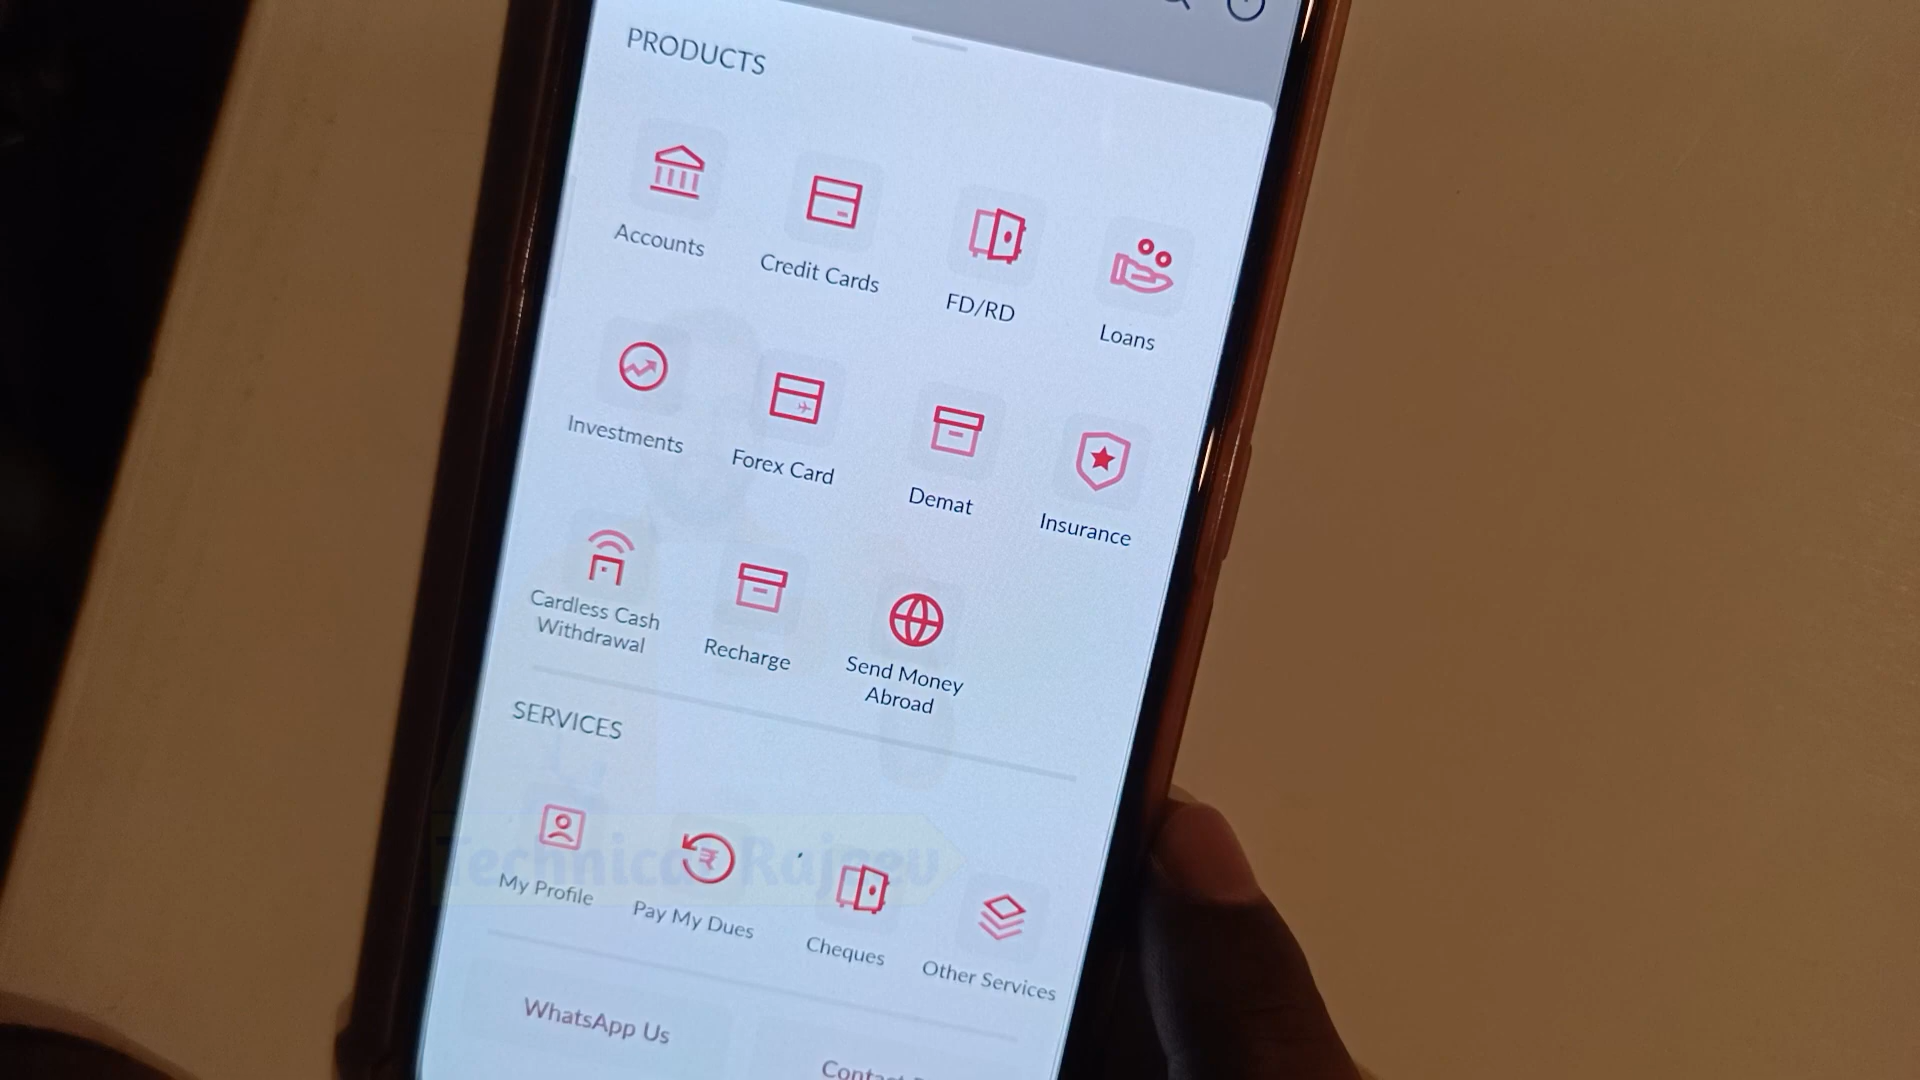 PRODUCTS
Accounts
Credit Cards
FD/RD
Loans
Investments
Forex Card
Demat
Insurance
Cardless Cash
Withdrawal
Recharge
Send Money
Abroad
SERVICES
Technical Rajeev
My Profile
Pay My Dues
Cheques
Other Services
WhatsApp Us